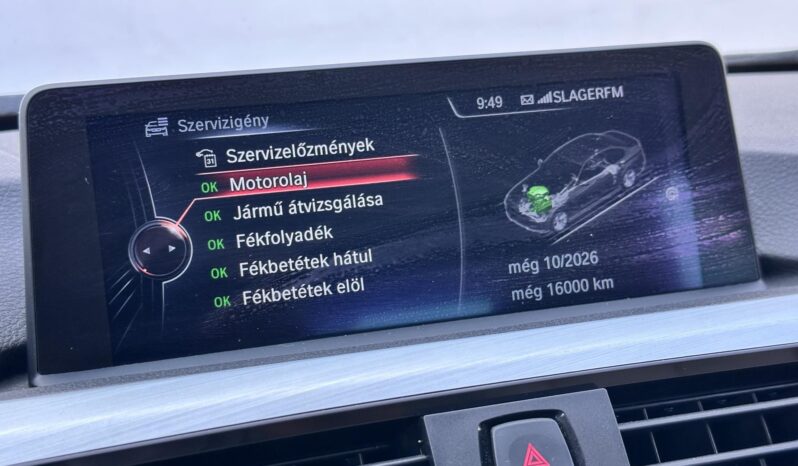 9:49 SLAGERFM
Szervizigény
Szervizelőzmények
OK Motorolaj
OK Jármű átvizsgálása
OK Fékfolyadék
OK Fékbetétek hátul
OK Fékbetétek elöl
még 10/2026
még 16000 km